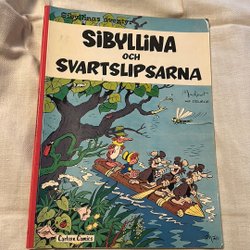 Sibyllinas äventyr
SIBYLLINA
OCH
SVARTSLIPSARNA
Carlsen Comics